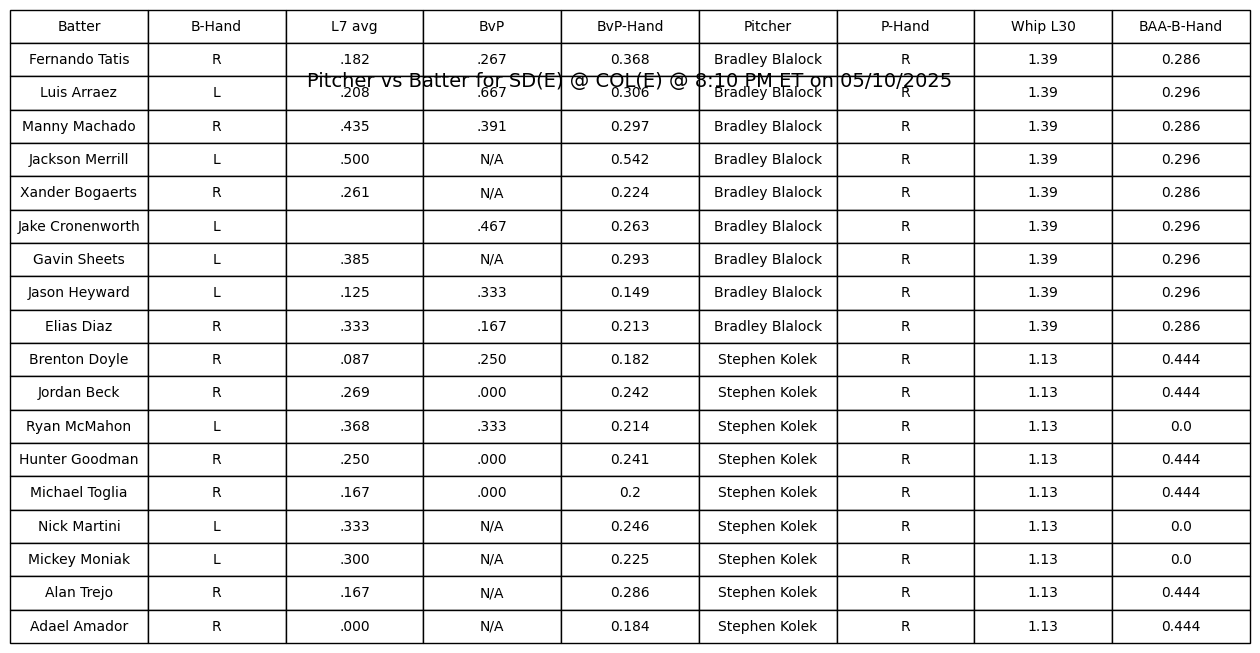 Batter B-Hand L7 avg BvP BvP-Hand Pitcher P-Hand Whip L30 BAA-B-Hand
Fernando Tatis R .182 .267 0.368 Bradley Blalock R 1.39 0.286
Pitcher vs Batter for SD(E) @ COL(E) @ 8:10 PM ET on 05/10/2025
Luis Arraez L .208 .667 0.306 Bradley Blalock R 1.39 0.296
Manny Machado R .435 .391 0.297 Bradley Blalock R 1.39 0.286
Jackson Merrill L .500 N/A 0.542 Bradley Blalock R 1.39 0.296
Xander Bogaerts R .261 N/A 0.224 Bradley Blalock R 1.39 0.286
Jake Cronenworth L .467 0.263 Bradley Blalock R 1.39 0.296
Gavin Sheets L .385 N/A 0.293 Bradley Blalock R 1.39 0.296
Jason Heyward L .125 .333 0.149 Bradley Blalock R 1.39 0.296
Elias Diaz R .333 .167 0.213 Bradley Blalock R 1.39 0.286
Brenton Doyle R .087 .250 0.182 Stephen Kolek R 1.13 0.444
Jordan Beck R .269 .000 0.242 Stephen Kolek R 1.13 0.444
Ryan McMahon L .368 .333 0.214 Stephen Kolek R 1.13 0.0
Hunter Goodman R .250 .000 0.241 Stephen Kolek R 1.13 0.444
Michael Toglia R .167 .000 0.2 Stephen Kolek R 1.13 0.444
Nick Martini L .333 N/A 0.246 Stephen Kolek R 1.13 0.0
Mickey Moniak L .300 N/A 0.225 Stephen Kolek R 1.13 0.0
Alan Trejo R .167 N/A 0.286 Stephen Kolek R 1.13 0.444
Adael Amador R .000 N/A 0.184 Stephen Kolek R 1.13 0.444